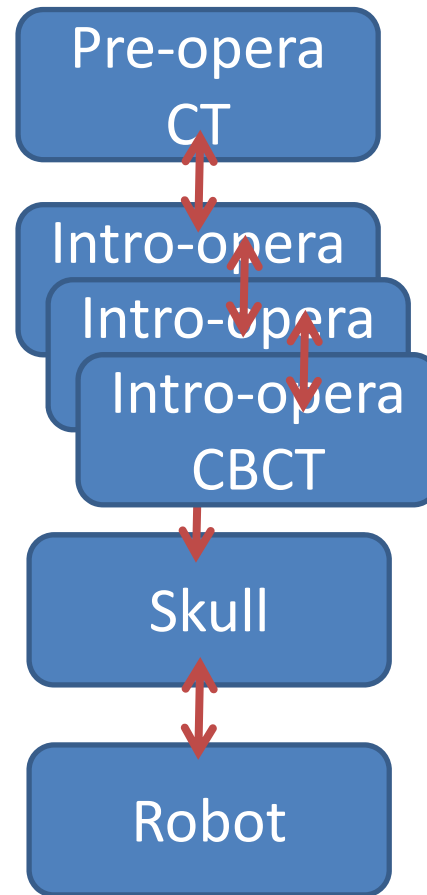 Pre-opera
CT
Intro-opera
Intro-opera
Intro-opera
CBCT
Skull
Robot